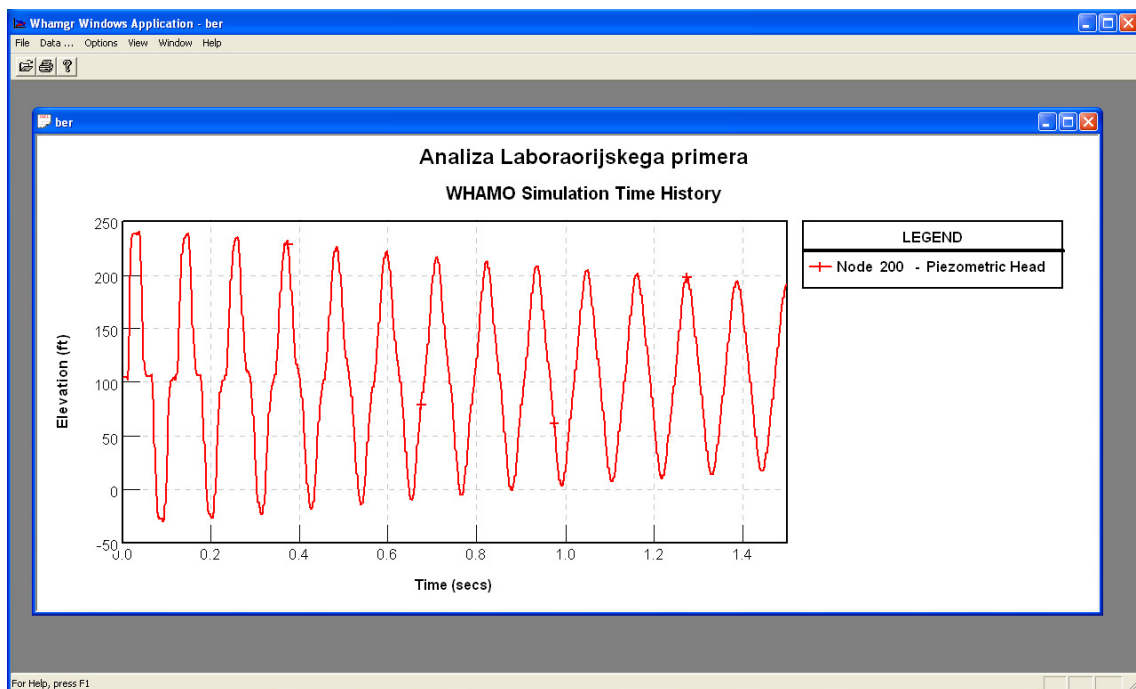 Whamgr Windows Application - ber
File Data ... Options View Window Help
ber
Analiza Laboraorijskega primera
WHAMO Simulation Time History
250
200
150
100
50
0
-50
Elevation (ft)
0.0 0.2 0.4 0.6 0.8 1.0 1.2 1.4
Time (secs)
LEGEND
Node 200 - Piezometric Head
For Help, press F1